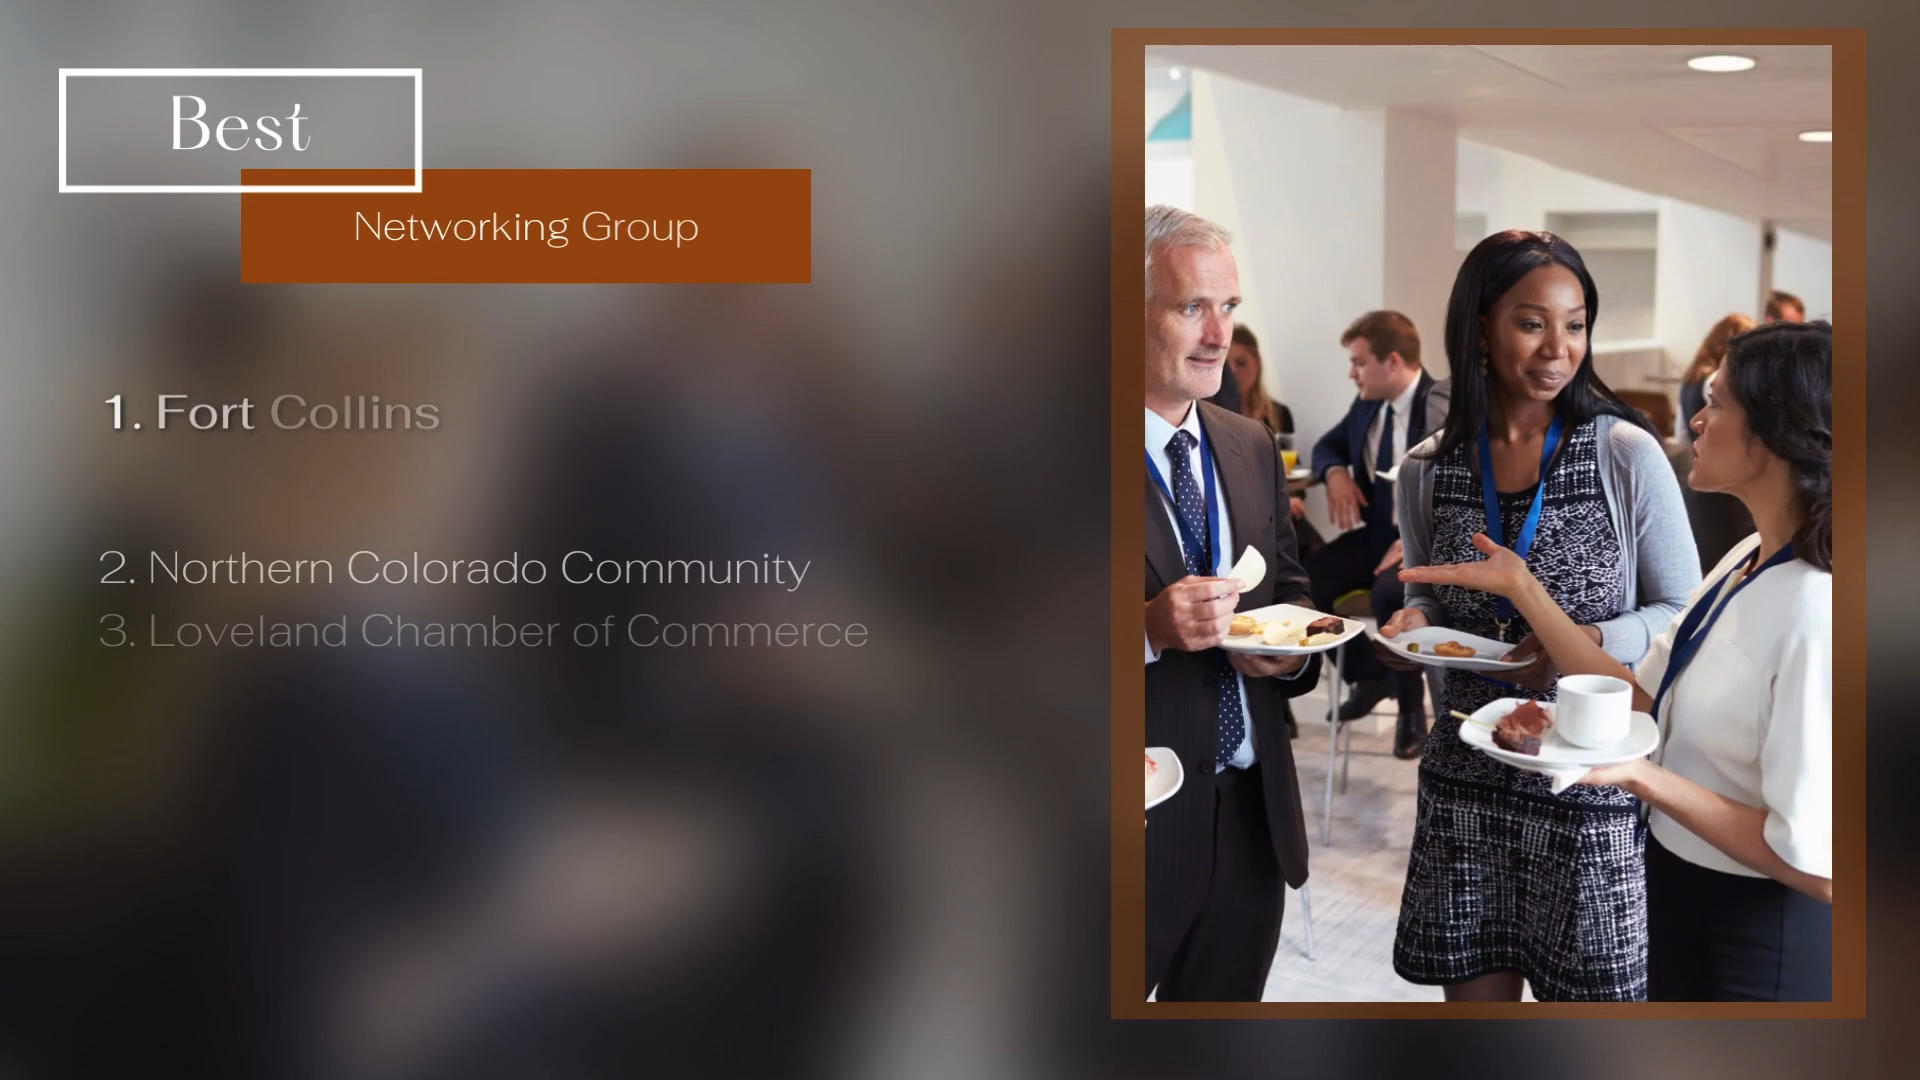 Best
Networking Group
1. Fort Collins
2. Northern Colorado Community
3. Loveland Chamber of Commerce